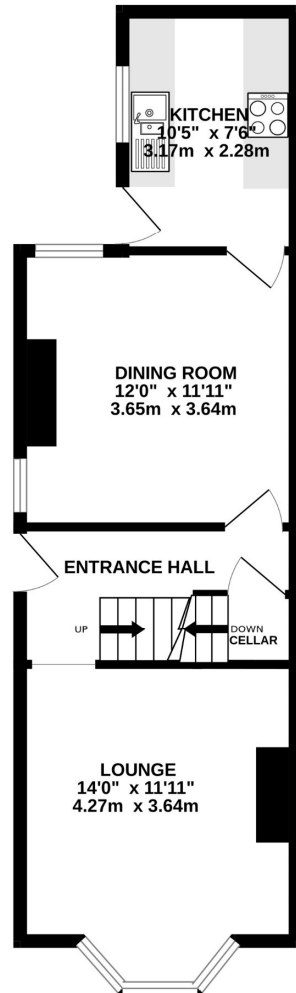 KITCHEN
10'5" x 7'6"
3.17m x 2.28m
DINING ROOM
12'0" x 11'11"
3.65m x 3.64m
ENTRANCE HALL
UP
DOWN
CELLAR
LOUNGE
14'0" x 11'11"
4.27m x 3.64m